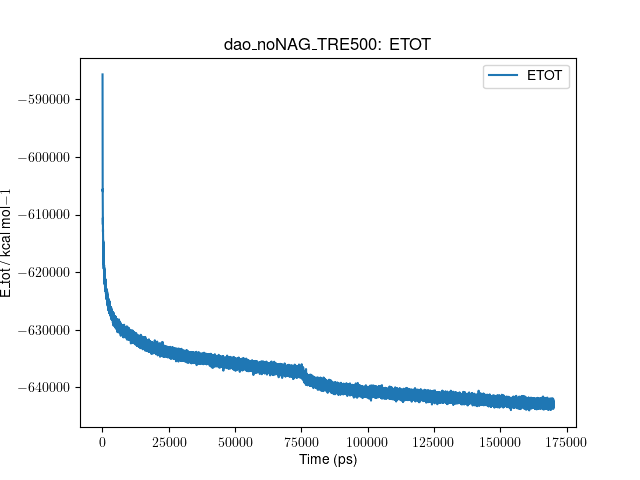 dao_noNAG_TRE500: ETOT
ETOT
−590000
−600000
−610000
−620000
−630000
−640000
E_tot / kcal mol−1
0 25000 50000 75000 100000 125000 150000 175000
Time (ps)